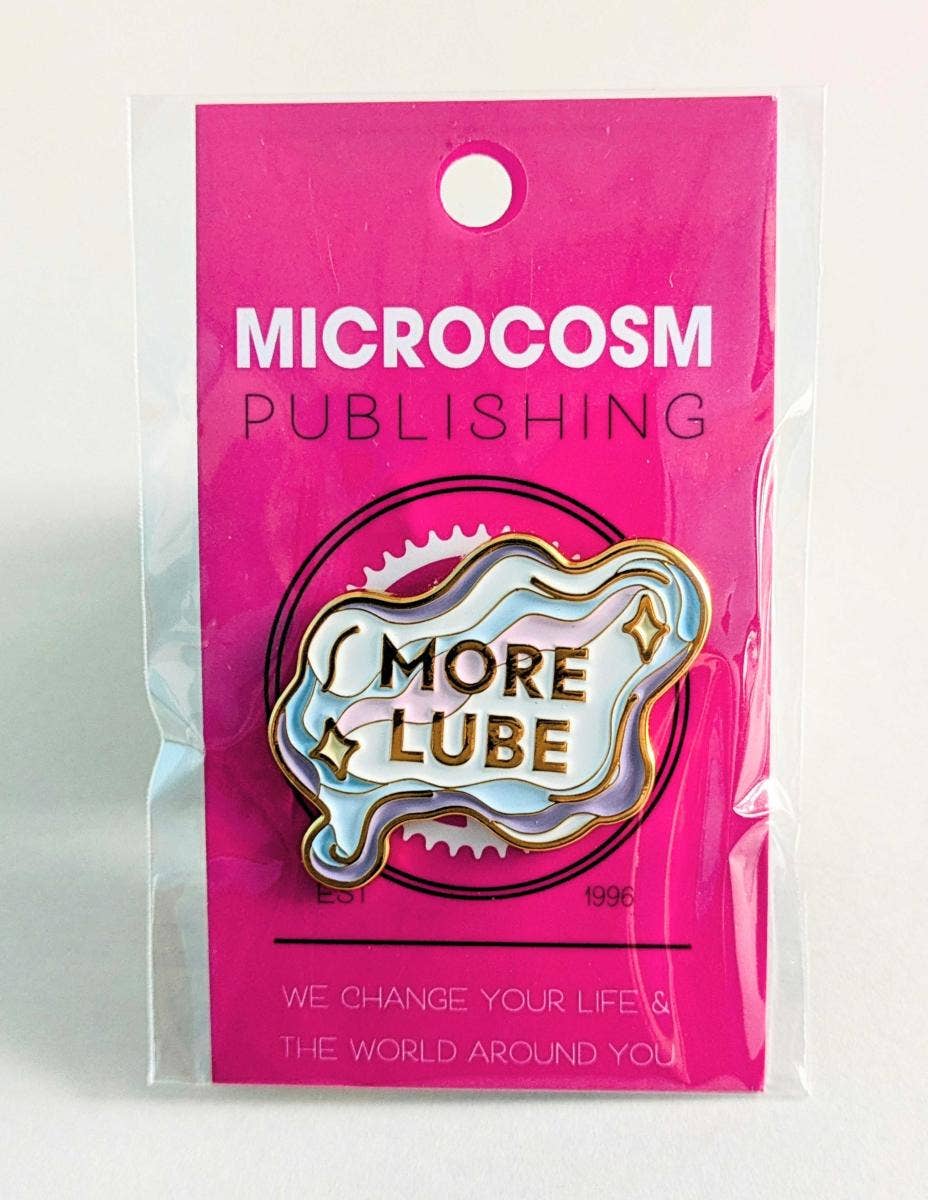 MICROCOSM
PUBLISHING
MORE
LUBE
EST 1996
WE CHANGE YOUR LIFE &
THE WORLD AROUND YOU